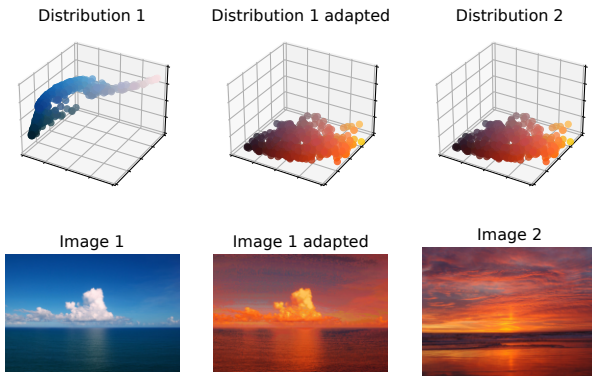 Distribution 1
Distribution 1 adapted
Distribution 2
Image 1
Image 1 adapted
Image 2